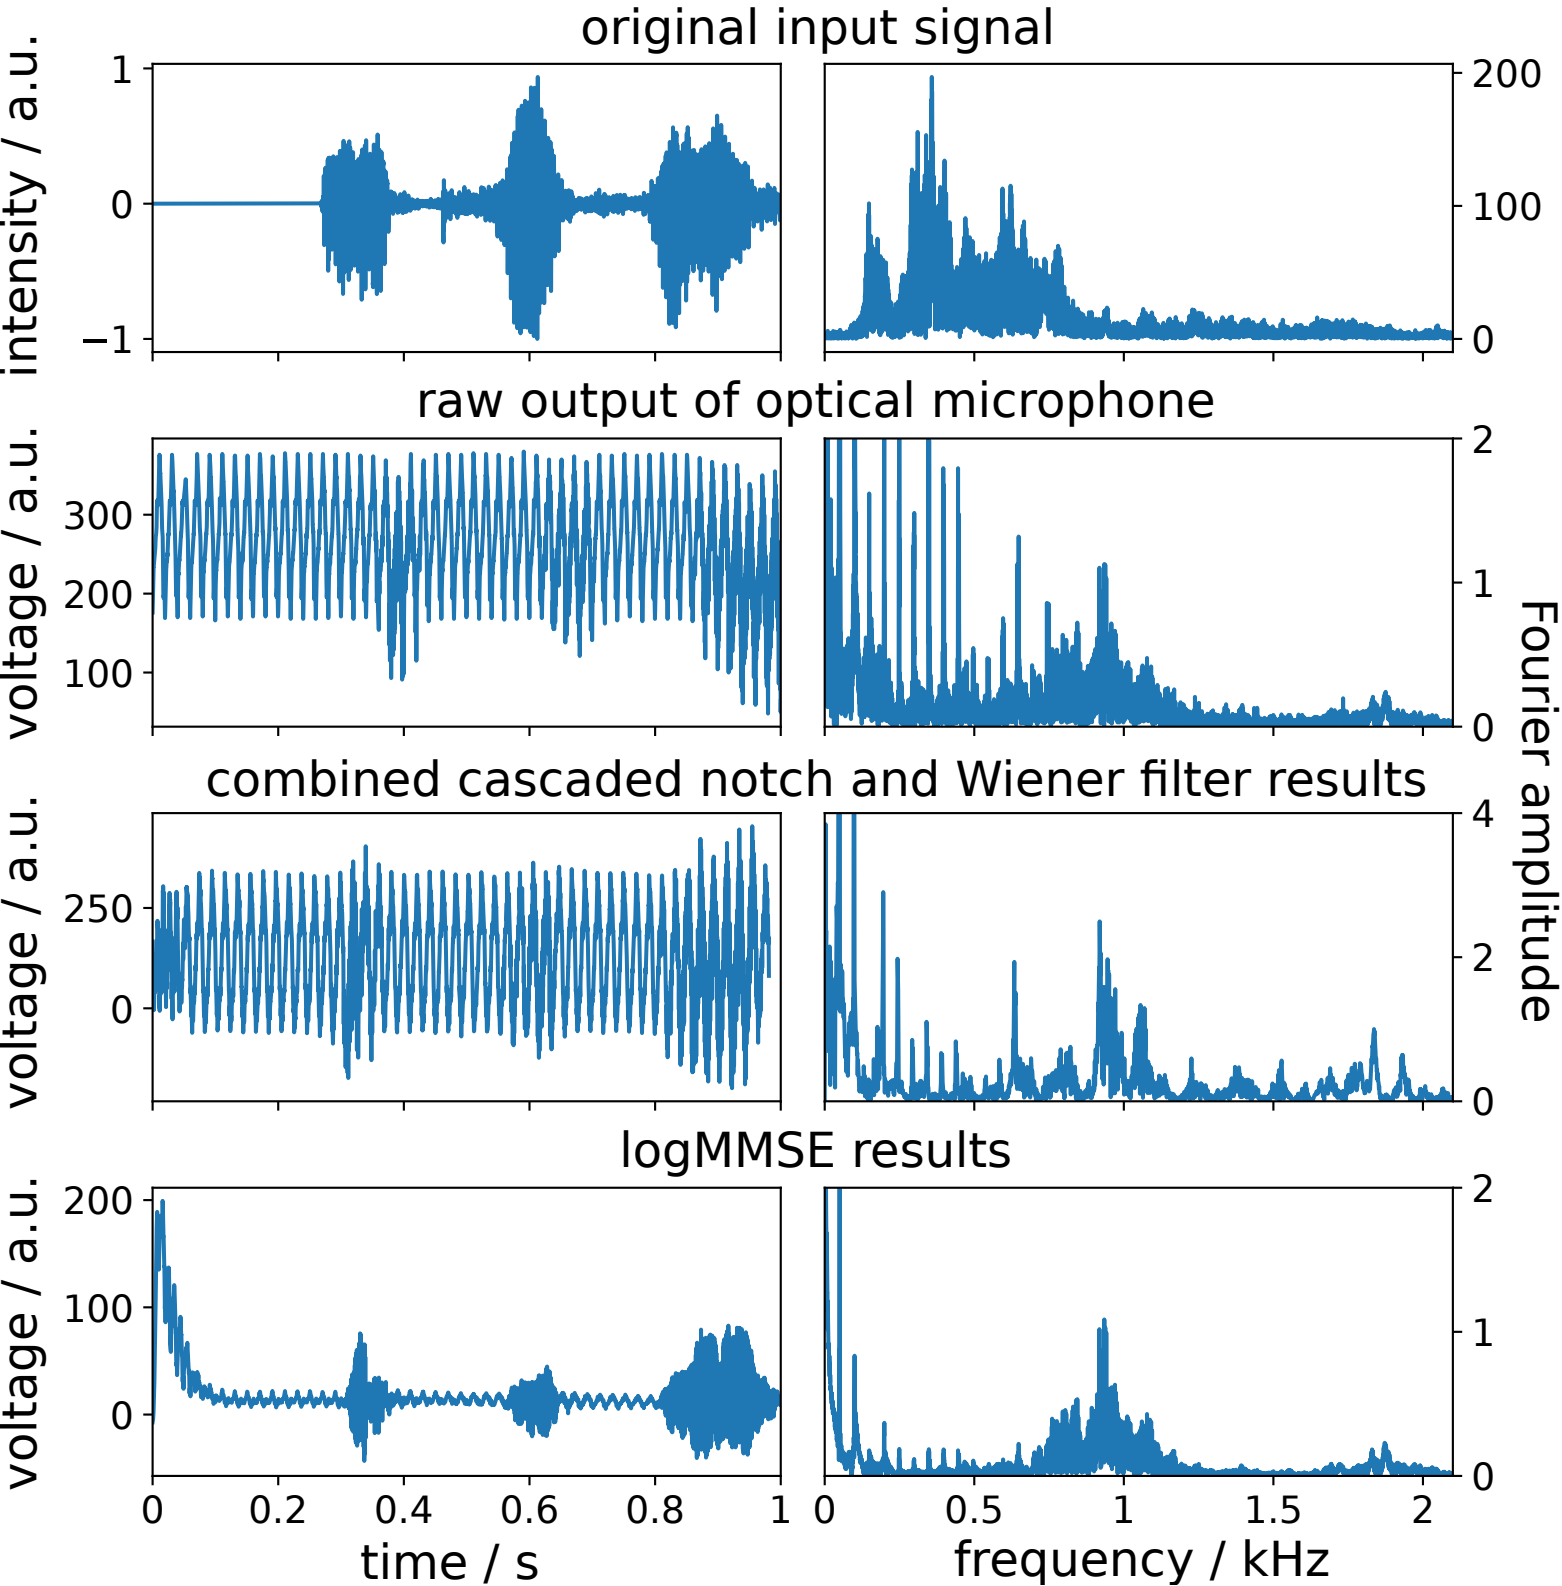 original input signal
intensity / a.u.
1
0
−1
200
100
0
raw output of optical microphone
voltage / a.u.
300
200
100
2
1
0
Fourier amplitude
combined cascaded notch and Wiener filter results
voltage / a.u.
250
0
4
2
0
logMMSE results
voltage / a.u.
200
100
0
2
1
0
0 0.2 0.4 0.6 0.8 1
0 0.5 1 1.5 2
time / s
frequency / kHz